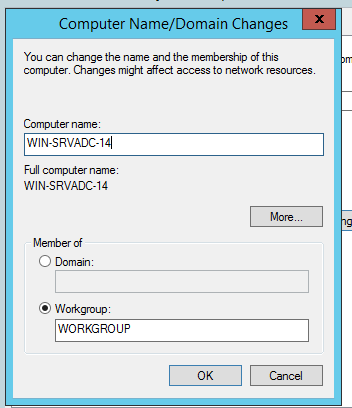 Computer Name/Domain Changes
x
You can change the name and the membership of this
computer. Changes might affect access to network resources.
Computer name:
WIN-SRVADC-14
Full computer name:
WIN-SRVADC-14
More...
Member of
Domain:
Workgroup:
WORKGROUP
OK
Cancel